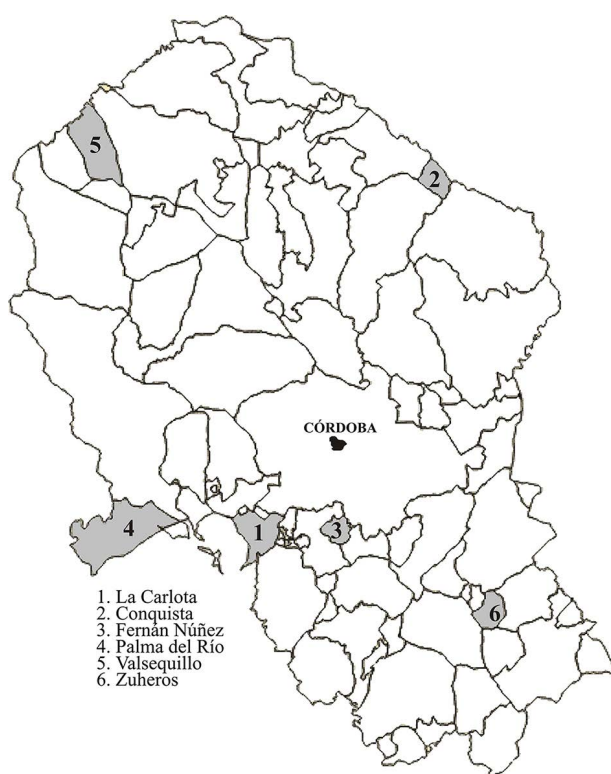 5
2
CÓRDOBA
4
1
3
6
1. La Carlota
2. Conquista
3. Fernán Núñez
4. Palma del Río
5. Valsequillo
6. Zuheros